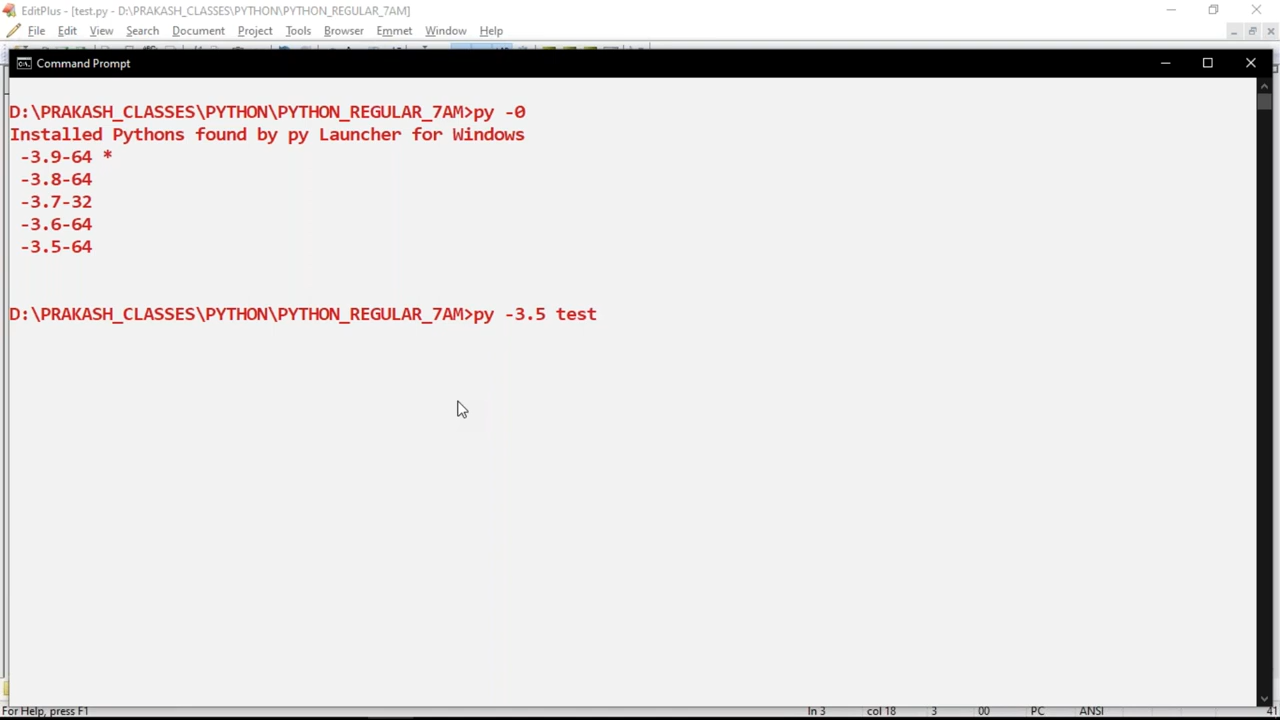 EditPlus - [test.py - D:\PRAKASH_CLASSES\PYTHON\PYTHON_REGULAR_7AM]
File Edit View Search Document Project Tools Browser Emmet Window Help
Command Prompt
D:\PRAKASH_CLASSES\PYTHON\PYTHON_REGULAR_7AM>py -0
Installed Pythons found by py Launcher for Windows
-3.9-64 *
-3.8-64
-3.7-32
-3.6-64
-3.5-64
D:\PRAKASH_CLASSES\PYTHON\PYTHON_REGULAR_7AM>py -3.5 test
For Help, press F1 ln 3 col 18 3 00 PC ANSI 41